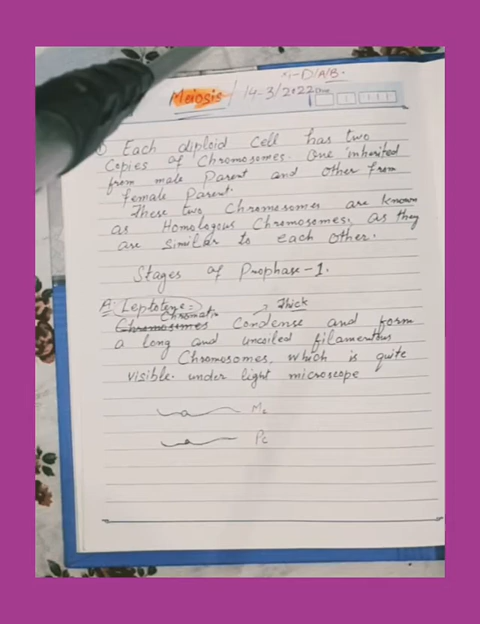 XI-D/A/B.
Meiosis 14-3/2022
1) Each diploid cell has two
Copies of Chromosomes. One inherited
from male Parent and other from
female Parent.
These two Chromosomes are known
as Homologous Chromosomes, as they
are similar to each other.
Stages of Prophase-1.
A: Leptotene:-
Chromatin → Thick
Chromosomes Condense and form
a long and uncoiled filamentous
Chromosomes, which is quite
visible. under light microscope
Mc
Pc